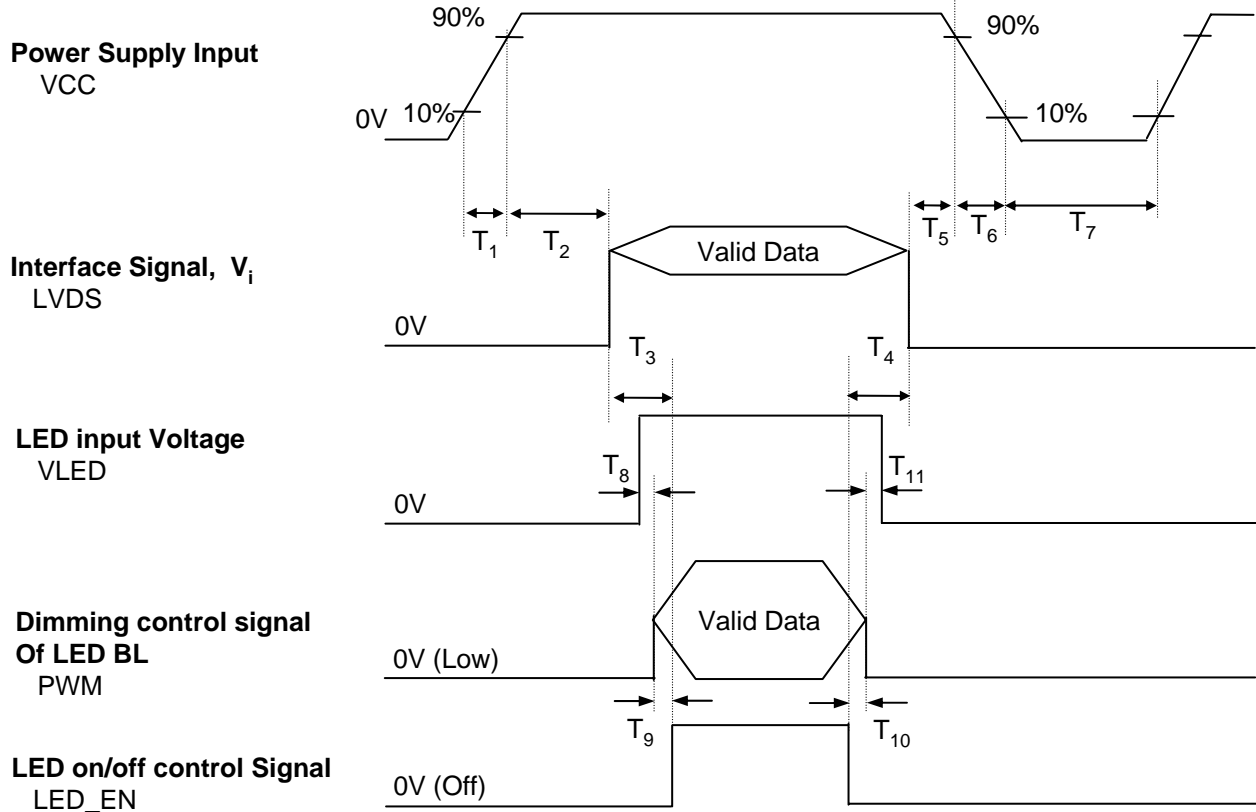 90%
90%
Power Supply Input
VCC
0V 10%
10%
T1 T2
T5 T6 T7
Interface Signal, Vi
LVDS
Valid Data
0V
T3
T4
LED input Voltage
VLED
T8
T11
0V
Dimming control signal
Of LED BL
PWM
Valid Data
0V (Low)
T9
T10
LED on/off control Signal
LED_EN
0V (Off)